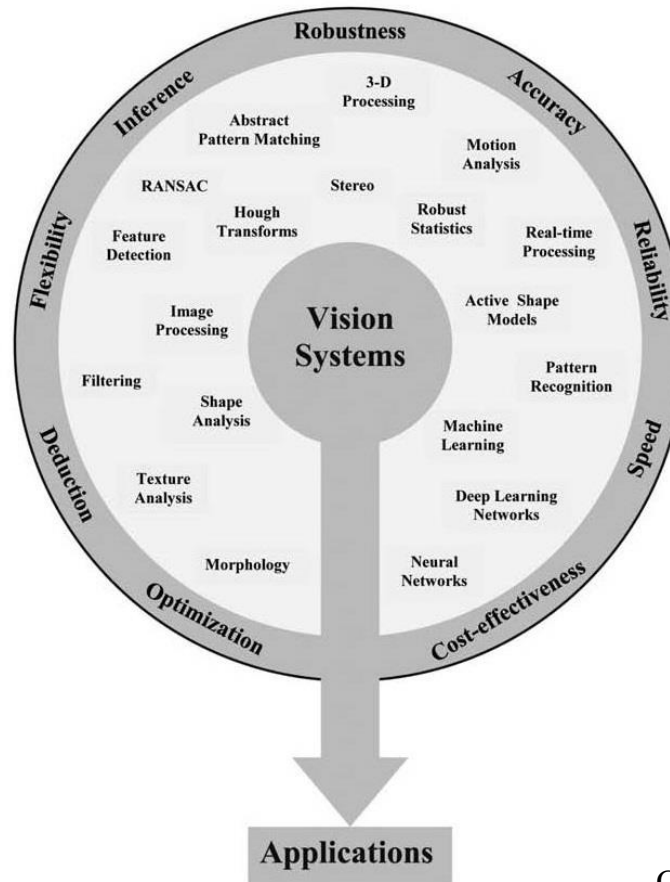 Robustness
Inference
Accuracy
Flexibility
Reliability
Deduction
Speed
Optimization
Cost-effectiveness
3-D
Processing
Abstract
Pattern Matching
Motion
Analysis
RANSAC
Stereo
Hough
Transforms
Robust
Statistics
Feature
Detection
Real-time
Processing
Image
Processing
Active Shape
Models
Vision
Systems
Filtering
Pattern
Recognition
Shape
Analysis
Machine
Learning
Texture
Analysis
Deep Learning
Networks
Morphology
Neural
Networks
Applications